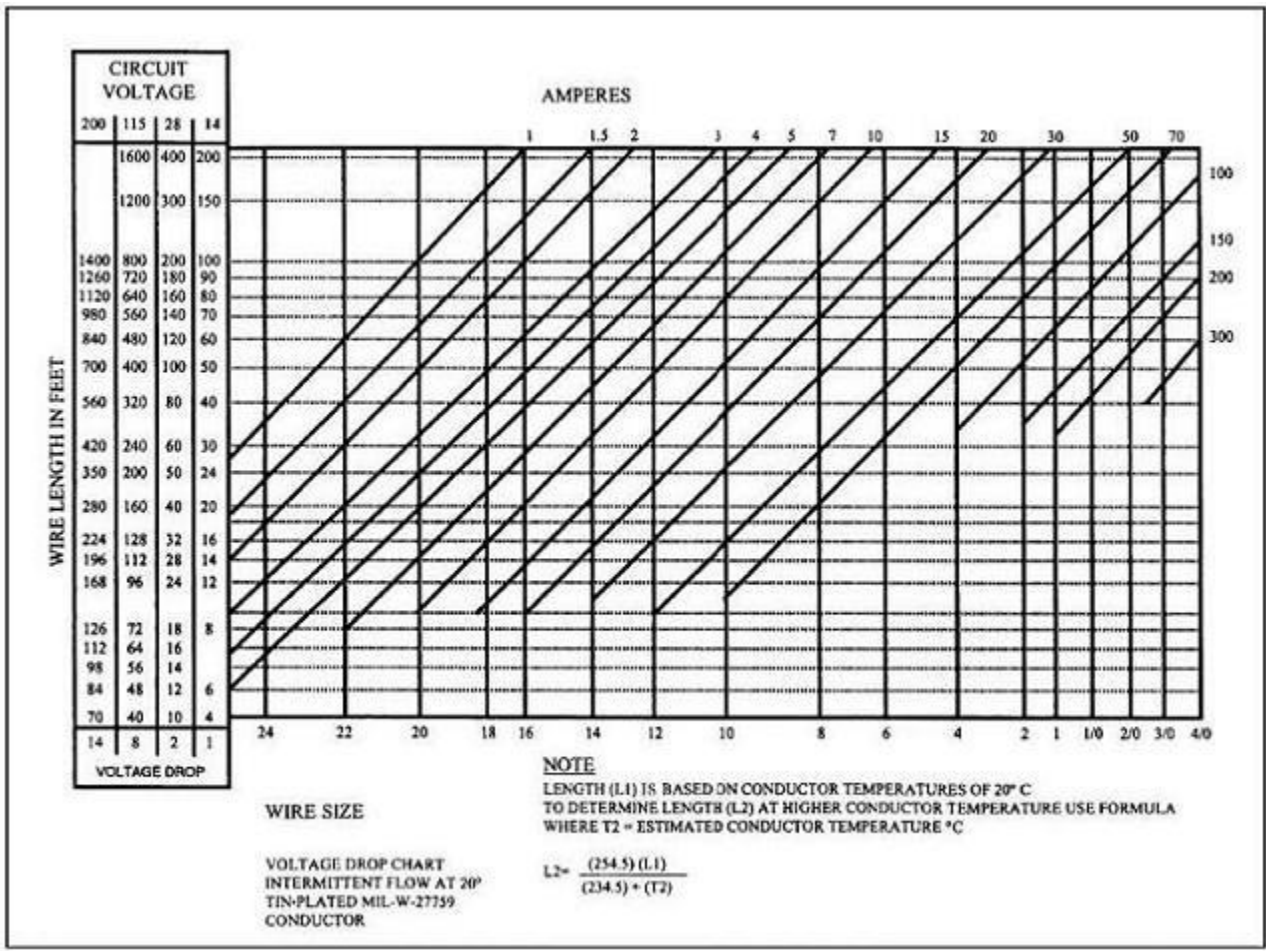 CIRCUIT
VOLTAGE
AMPERES
200 115 28 14
1 1.5 2 3 4 5 7 10 15 20 30 50 70
1600 400 200
100
1200 300 150
150
1400 800 200 100
1260 720 180 90
200
1120 640 160 80
980 560 140 70
840 480 120 60
300
700 400 100 50
560 320 80 40
420 240 60 30
350 200 50 24
280 160 40 20
224 128 32 16
196 112 28 14
168 96 24 12
126 72 18 8
112 64 16
98 56 14
84 48 12 6
70 40 10 4
WIRE LENGTH IN FEET
14 8 2 1
24 22 20 18 16 14 12 10 8 6 4 2 1 1/0 2/0 3/0 4/0
VOLTAGE DROP
WIRE SIZE
NOTE
LENGTH (L1) IS BASED ON CONDUCTOR TEMPERATURES OF 20° C
TO DETERMINE LENGTH (L2) AT HIGHER CONDUCTOR TEMPERATURE USE FORMULA
WHERE T2 = ESTIMATED CONDUCTOR TEMPERATURE °C
VOLTAGE DROP CHART
INTERMITTENT FLOW AT 20°
TIN-PLATED MIL-W-27759
CONDUCTOR
L2= (254.5) (L1)
(234.5) + (T2)